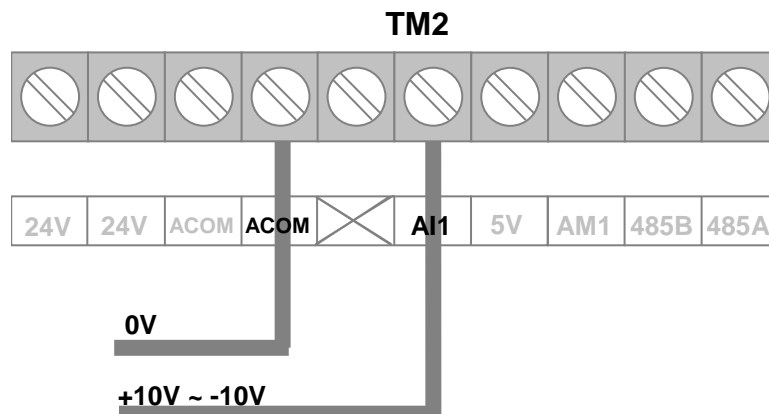 TM2
24V 24V ACOM ACOM AI1 5V AM1 485B 485A
0V
+10V ~ -10V